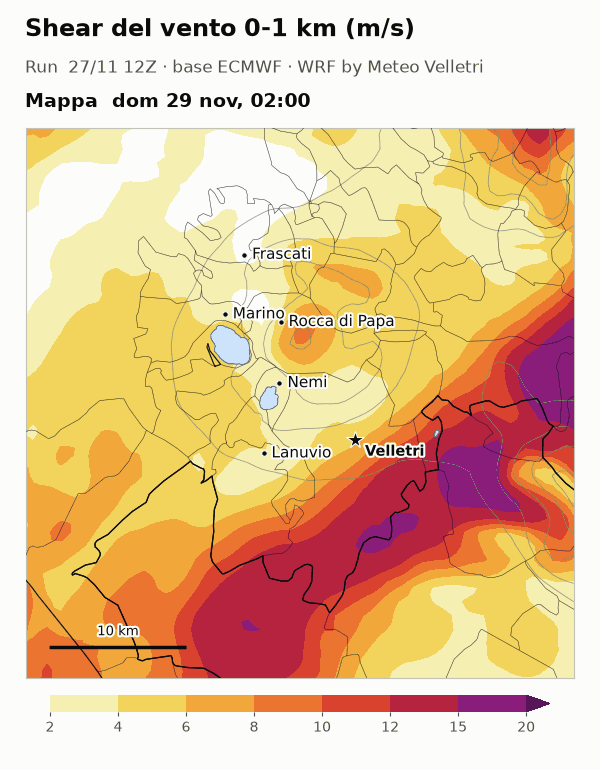 Shear del vento 0-1 km (m/s)
Run  27/11 12Z · base ECMWF · WRF by Meteo Velletri
Mappa  dom 29 nov, 02:00
Frascati
Marino
Rocca di Papa
Nemi
Velletri
Lanuvio
10 km
2 4 6 8 10 12 15 20